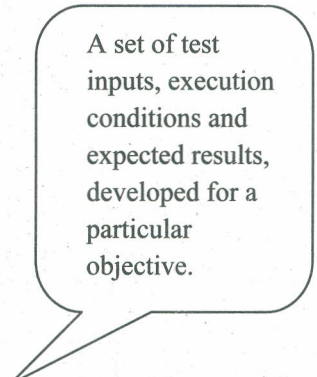 A set of test
inputs, execution
conditions and
expected results,
developed for a
particular
objective.